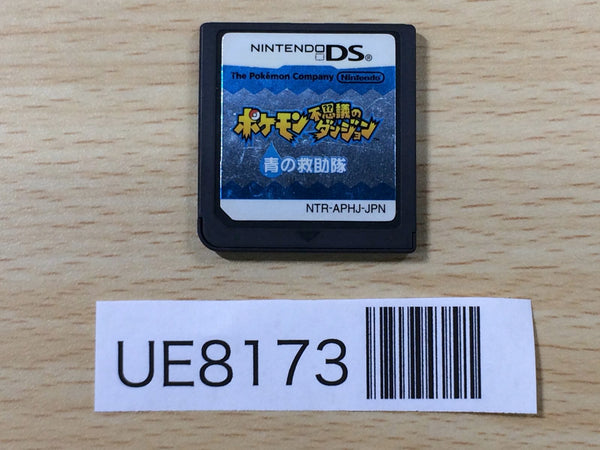 NINTENDO DS®
The Pokémon Company Nintendo
ポケモン不思議のダンジョン
青の救助隊
NTR-APHJ-JPN
UE8173